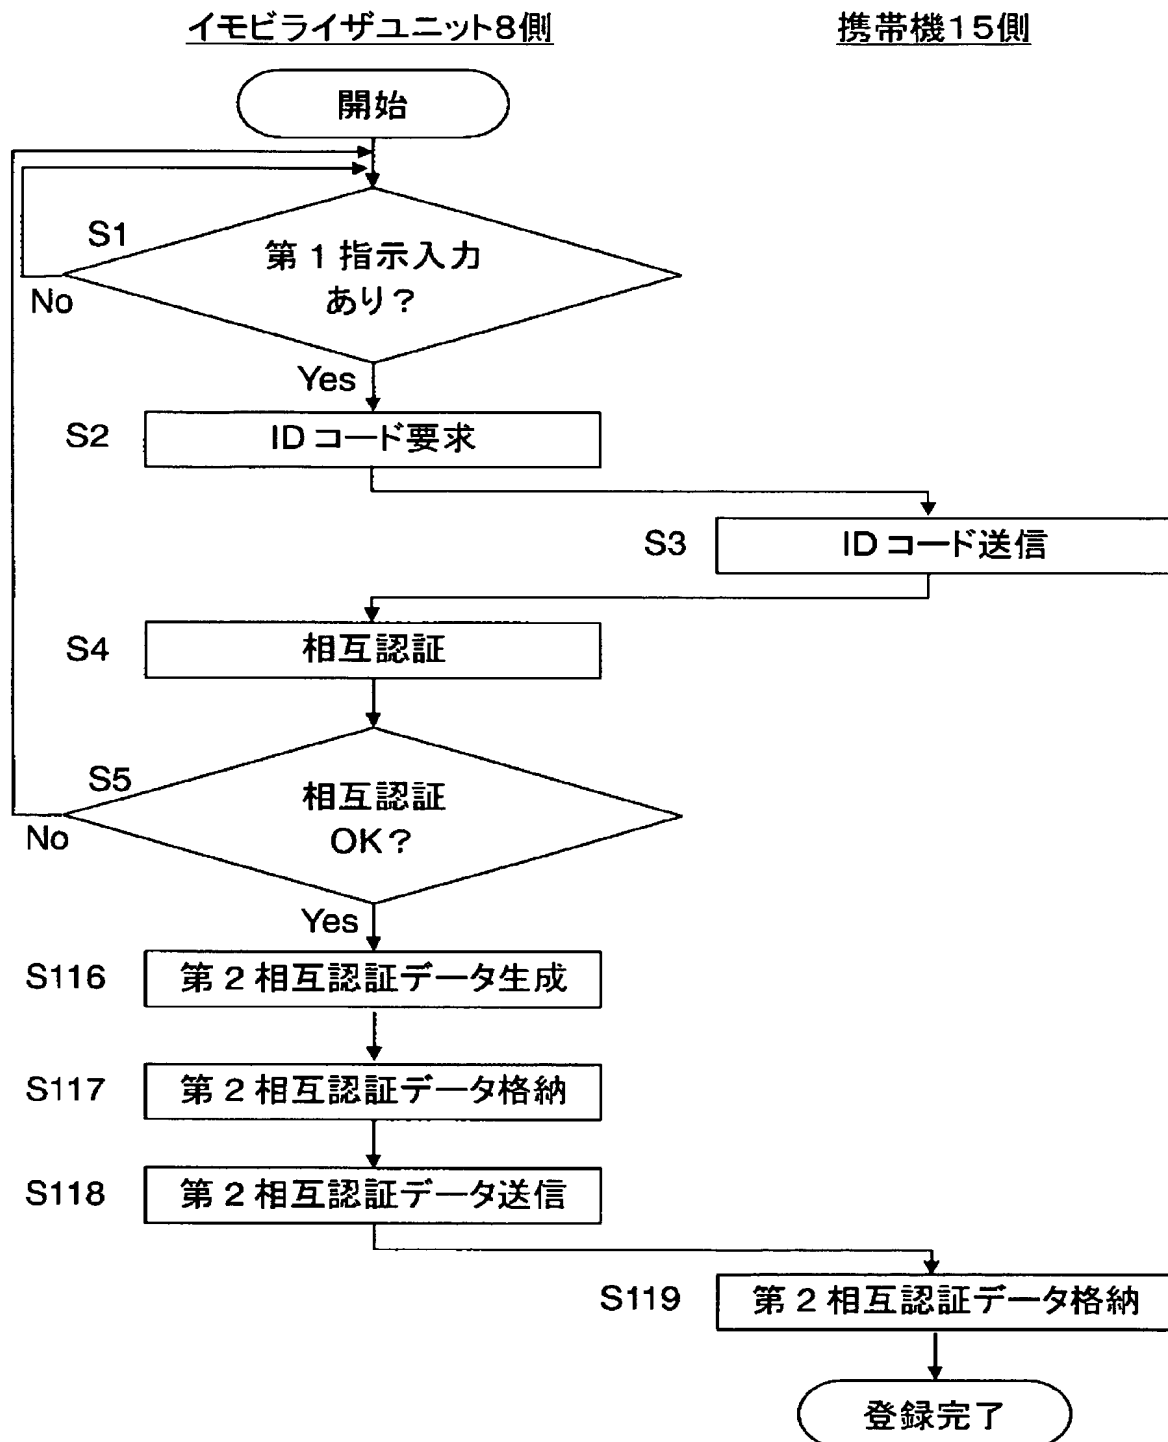 イモビライザユニット8側
携帯機15側
開始
S1
第1指示入力
あり?
No
Yes
S2
IDコード要求
S3
IDコード送信
S4
相互認証
S5
相互認証
OK?
No
Yes
S116
第2相互認証データ生成
S117
第2相互認証データ格納
S118
第2相互認証データ送信
S119
第2相互認証データ格納
登録完了